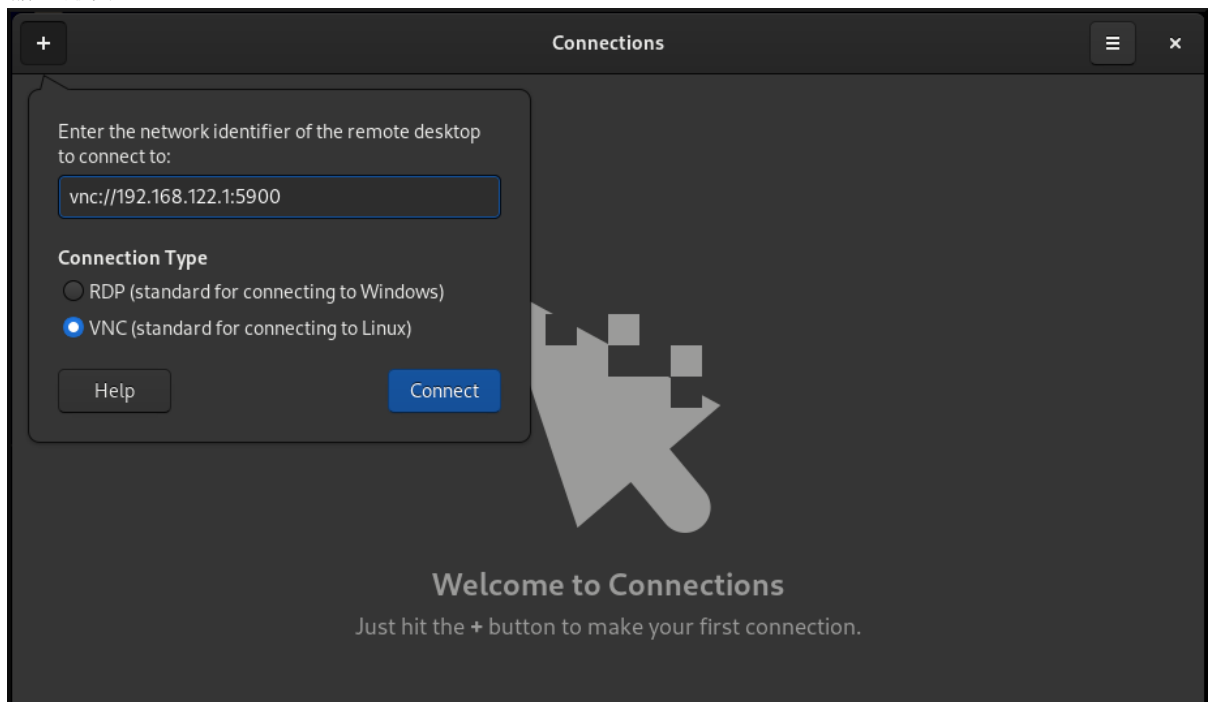 Connections
Enter the network identifier of the remote desktop
to connect to:
vnc://192.168.122.1:5900
Connection Type
RDP (standard for connecting to Windows)
VNC (standard for connecting to Linux)
Help
Connect
Welcome to Connections
Just hit the + button to make your first connection.